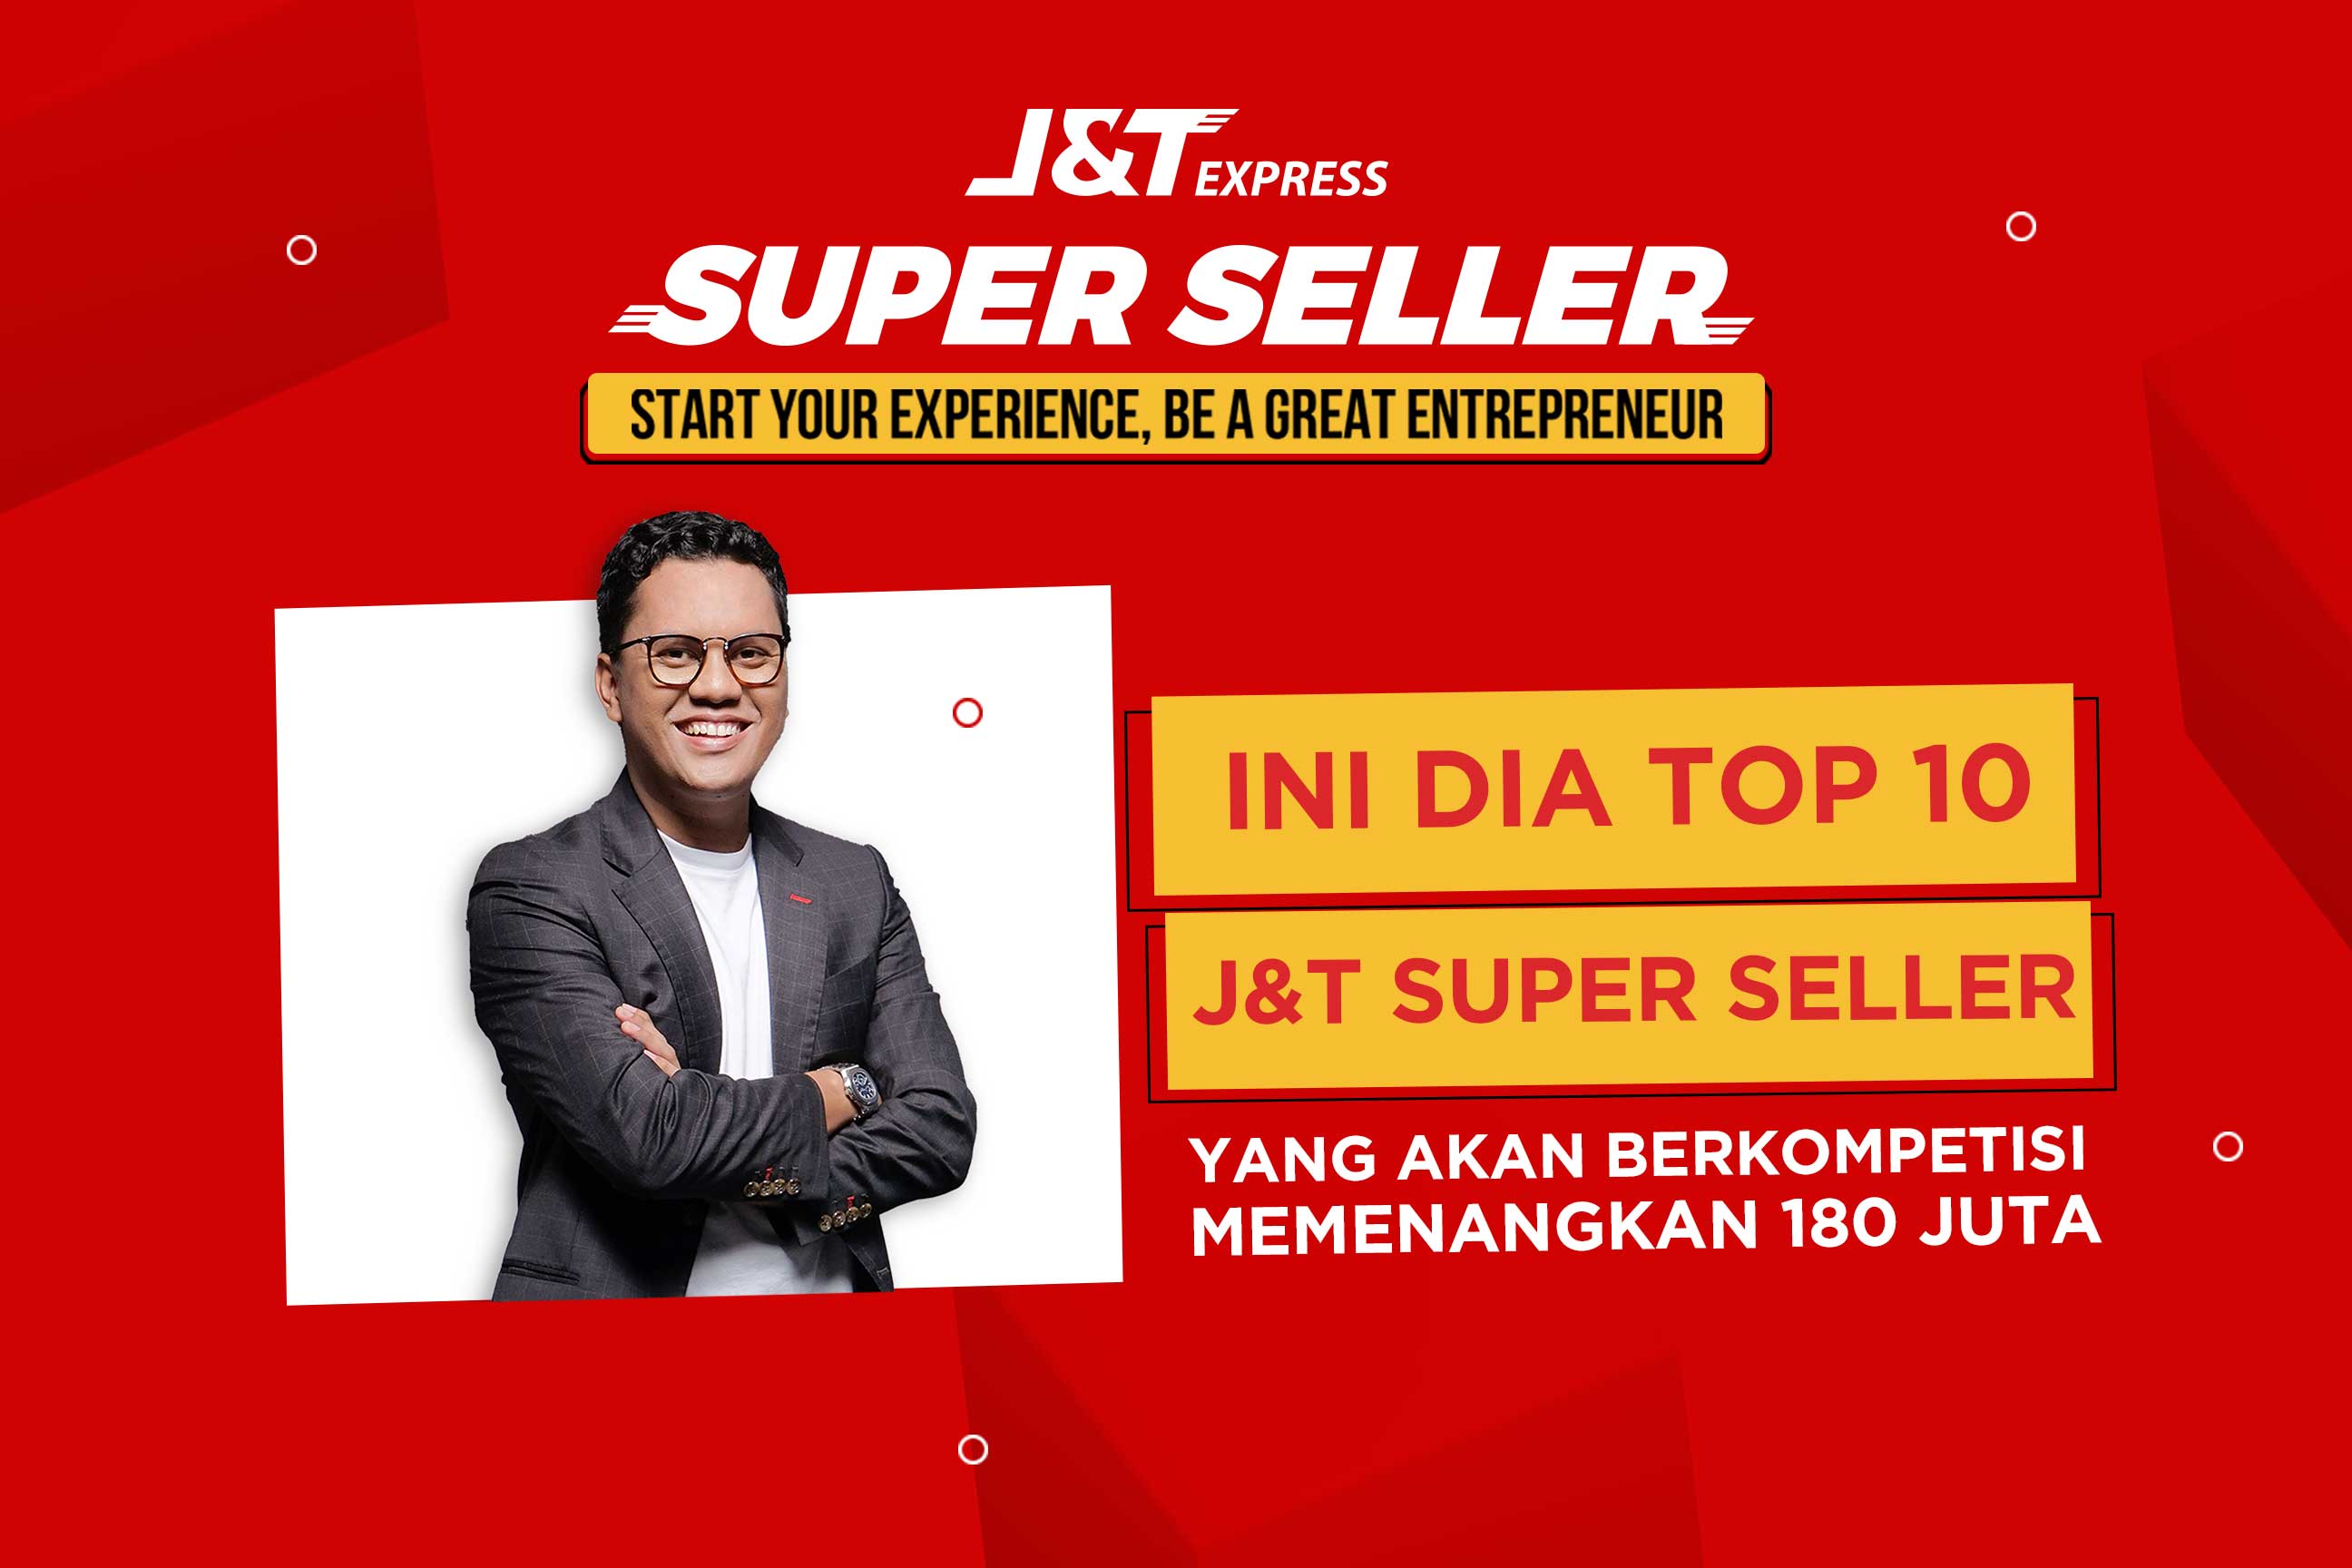 J&T EXPRESS
SUPER SELLER
START YOUR EXPERIENCE, BE A GREAT ENTREPRENEUR
INI DIA TOP 10
J&T SUPER SELLER
YANG AKAN BERKOMPETISI
MEMENANGKAN 180 JUTA